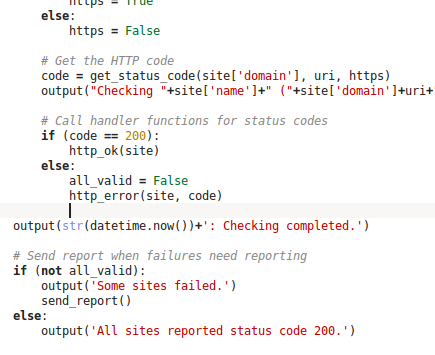 https = True
else:
https = False
# Get the HTTP code
code = get_status_code(site['domain'], uri, https)
output("Checking "+site['name']+" ("+site['domain']+uri+
# Call handler functions for status codes
if (code == 200):
http_ok(site)
else:
all_valid = False
http_error(site, code)
output(str(datetime.now())+': Checking completed.')
# Send report when failures need reporting
if (not all_valid):
output('Some sites failed.')
send_report()
else:
output('All sites reported status code 200.')